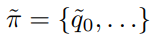 π̃ = {q̃₀, …}